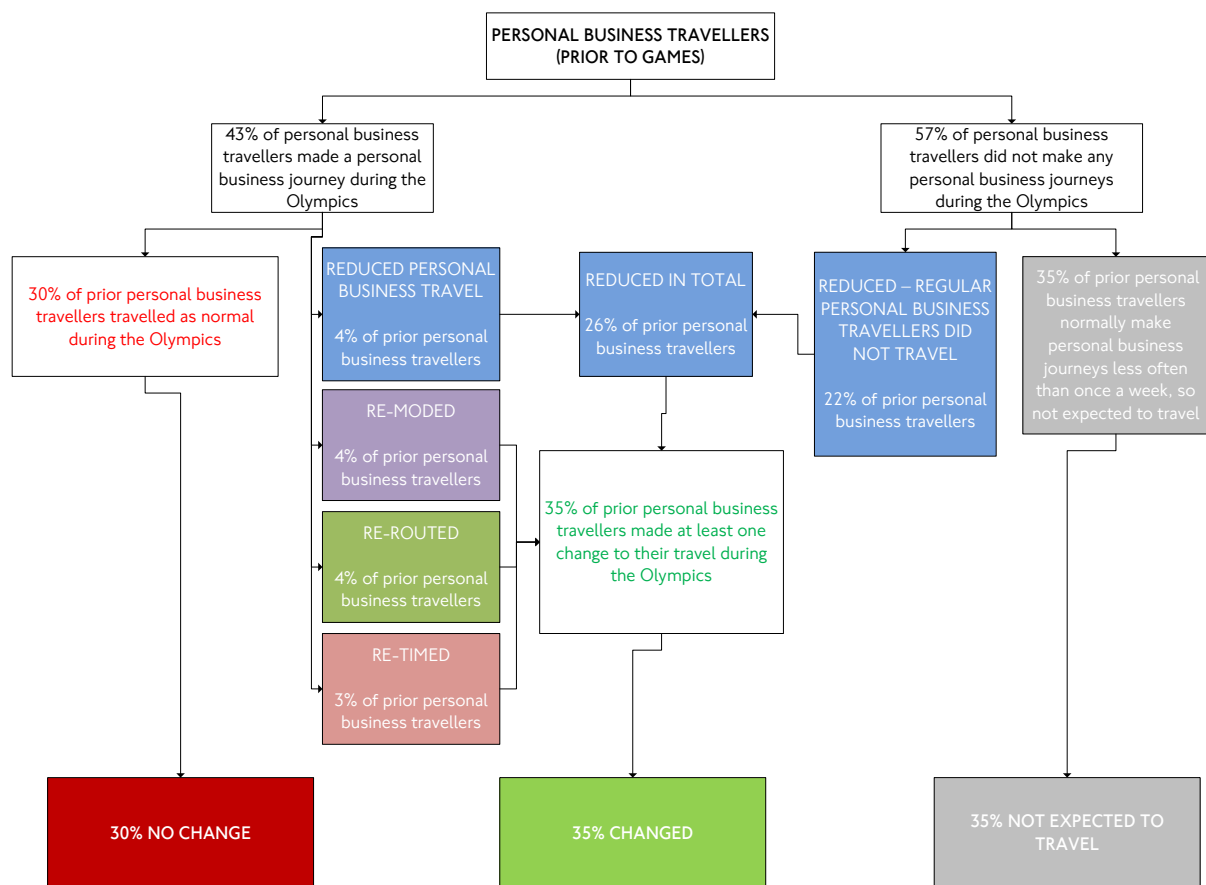 PERSONAL BUSINESS TRAVELLERS
(PRIOR TO GAMES)
43% of personal business
travellers made a personal
business journey during the
Olympics
57% of personal business
travellers did not make any
personal business journeys
during the Olympics
30% of prior personal business
travellers travelled as normal
during the Olympics
REDUCED PERSONAL
BUSINESS TRAVEL
4% of prior personal
business travellers
REDUCED IN TOTAL
26% of prior personal
business travellers
REDUCED – REGULAR
PERSONAL BUSINESS
TRAVELLERS DID
NOT TRAVEL
22% of prior personal
business travellers
35% of prior personal
business travellers
normally make
personal business
journeys less often
than once a week, so
not expected to travel
RE-MODED
4% of prior personal
business travellers
RE-ROUTED
4% of prior personal
business travellers
RE-TIMED
3% of prior personal
business travellers
35% of prior personal business
travellers made at least one
change to their travel during
the Olympics
30% NO CHANGE
35% CHANGED
35% NOT EXPECTED TO
TRAVEL